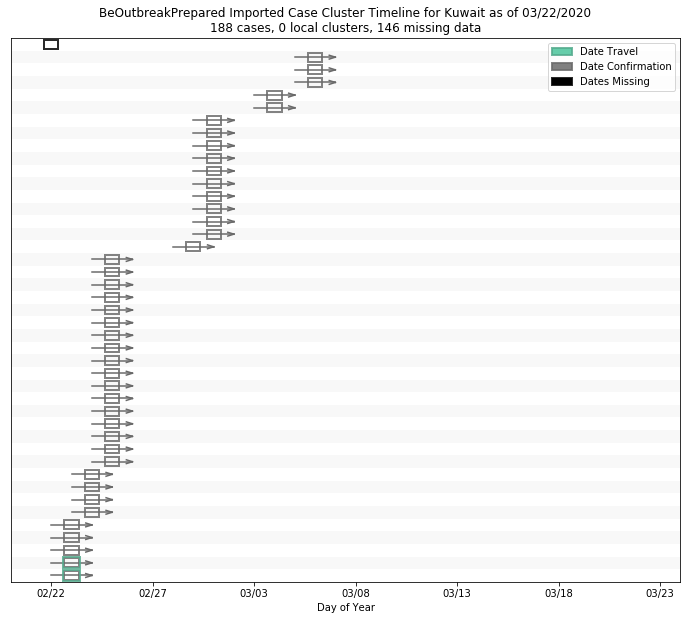 BeOutbreakPrepared Imported Case Cluster Timeline for Kuwait as of 03/22/2020
188 cases, 0 local clusters, 146 missing data
Date Travel
Date Confirmation
Dates Missing
02/22 02/27 03/03 03/08 03/13 03/18 03/23
Day of Year